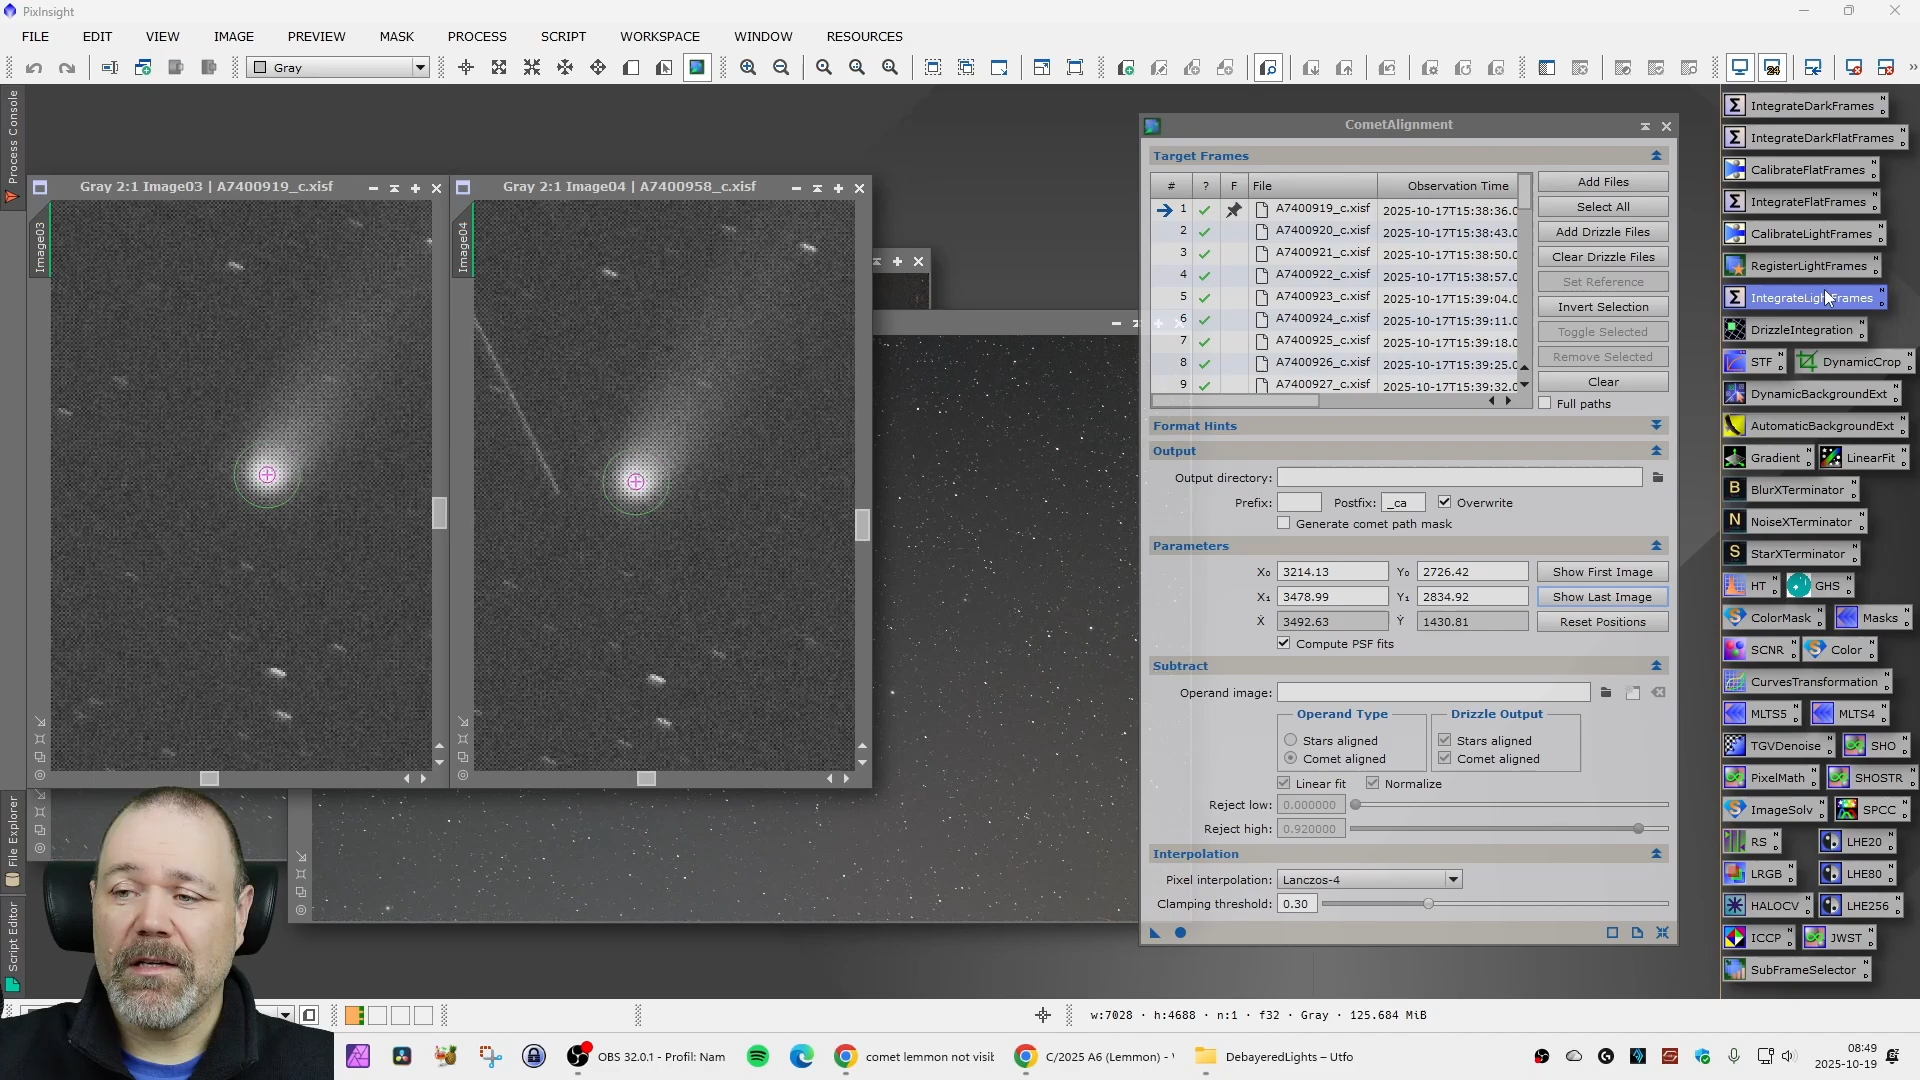 PixInsight
FILE EDIT VIEW IMAGE PREVIEW MASK PROCESS SCRIPT WORKSPACE WINDOW RESOURCES
Gray
24
Process Console
File Explorer
Script Editor
Gray 2:1 Image03 | A7400919_c.xisf
Image03
Gray 2:1 Image04 | A7400958_c.xisf
Image04
CometAlignment
Target Frames
# ? F File Observation Time
1 A7400919_c.xisf 2025-10-17T15:38:36.0
2 A7400920_c.xisf 2025-10-17T15:38:43.0
3 A7400921_c.xisf 2025-10-17T15:38:50.0
4 A7400922_c.xisf 2025-10-17T15:38:57.0
5 A7400923_c.xisf 2025-10-17T15:39:04.0
6 A7400924_c.xisf 2025-10-17T15:39:11.0
7 A7400925_c.xisf 2025-10-17T15:39:18.0
8 A7400926_c.xisf 2025-10-17T15:39:25.0
9 A7400927_c.xisf 2025-10-17T15:39:32.0
Add Files
Select All
Add Drizzle Files
Clear Drizzle Files
Set Reference
Invert Selection
Toggle Selected
Remove Selected
Clear
Full paths
Format Hints
Output
Output directory:
Prefix: Postfix: _ca Overwrite
Generate comet path mask
Parameters
X₀ 3214.13 Y₀ 2726.42 Show First Image
X₁ 3478.99 Y₁ 2834.92 Show Last Image
Ẋ 3492.63 Ẏ 1430.81 Reset Positions
Compute PSF fits
Subtract
Operand image:
Operand Type Drizzle Output
Stars aligned Stars aligned
Comet aligned Comet aligned
Linear fit Normalize
Reject low: 0.000000
Reject high: 0.920000
Interpolation
Pixel interpolation: Lanczos-4
Clamping threshold: 0.30
IntegrateDarkFrames
IntegrateDarkFlatFrames
CalibrateFlatFrames
IntegrateFlatFrames
CalibrateLightFrames
RegisterLightFrames
IntegrateLightFrames
DrizzleIntegration
STF DynamicCrop
DynamicBackgroundExt
AutomaticBackgroundExt
Gradient LinearFit
BlurXTerminator
NoiseXTerminator
StarXTerminator
HT GHS
ColorMask Masks
SCNR Color
CurvesTransformation
MLTS5 MLTS4
TGVDenoise SHO
PixelMath SHOSTR
ImageSolv SPCC
RS LHE20
LRGB LHE80
HALOCV LHE256
ICCP JWST
SubFrameSelector
w:7028 · h:4688 · n:1 · f32 · Gray · 125.684 MiB
OBS 32.0.1 - Profil: Nam
comet lemmon not visit
C/2025 A6 (Lemmon) -
DebayeredLights – Utfo
08:49
2025-10-19